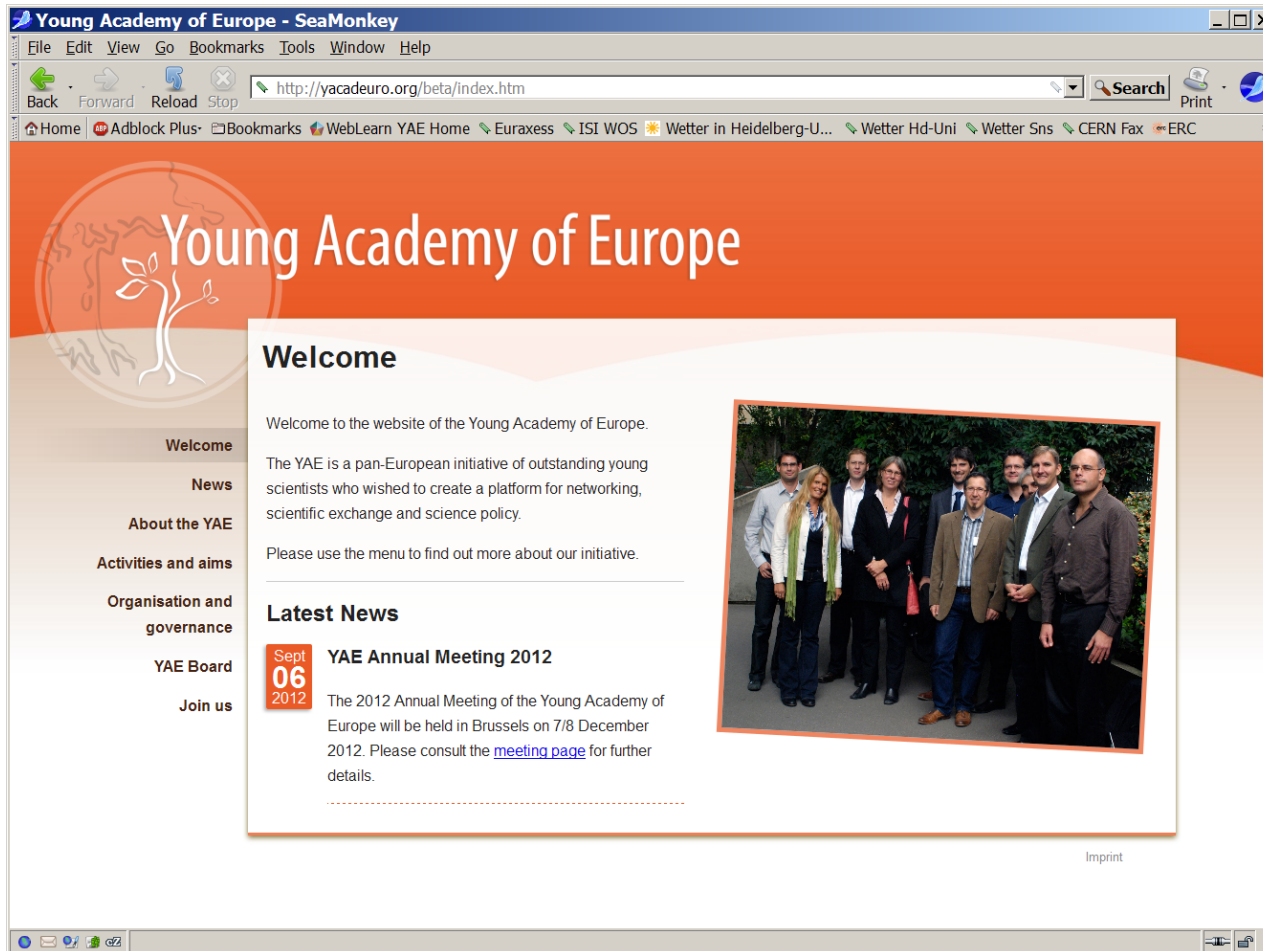 Young Academy of Europe - SeaMonkey
File Edit View Go Bookmarks Tools Window Help
Back Forward Reload Stop http://yacadeuro.org/beta/index.htm Search Print
Home Adblock Plus Bookmarks WebLearn YAE Home Euraxess ISI WOS Wetter in Heidelberg-U... Wetter Hd-Uni Wetter Sns CERN Fax ERC
Young Academy of Europe
Welcome
News
About the YAE
Activities and aims
Organisation and
governance
YAE Board
Join us
Welcome
Welcome to the website of the Young Academy of Europe.
The YAE is a pan-European initiative of outstanding young
scientists who wished to create a platform for networking,
scientific exchange and science policy.
Please use the menu to find out more about our initiative.
Latest News
Sept
06
2012
YAE Annual Meeting 2012
The 2012 Annual Meeting of the Young Academy of
Europe will be held in Brussels on 7/8 December
2012. Please consult the meeting page for further
details.
Imprint